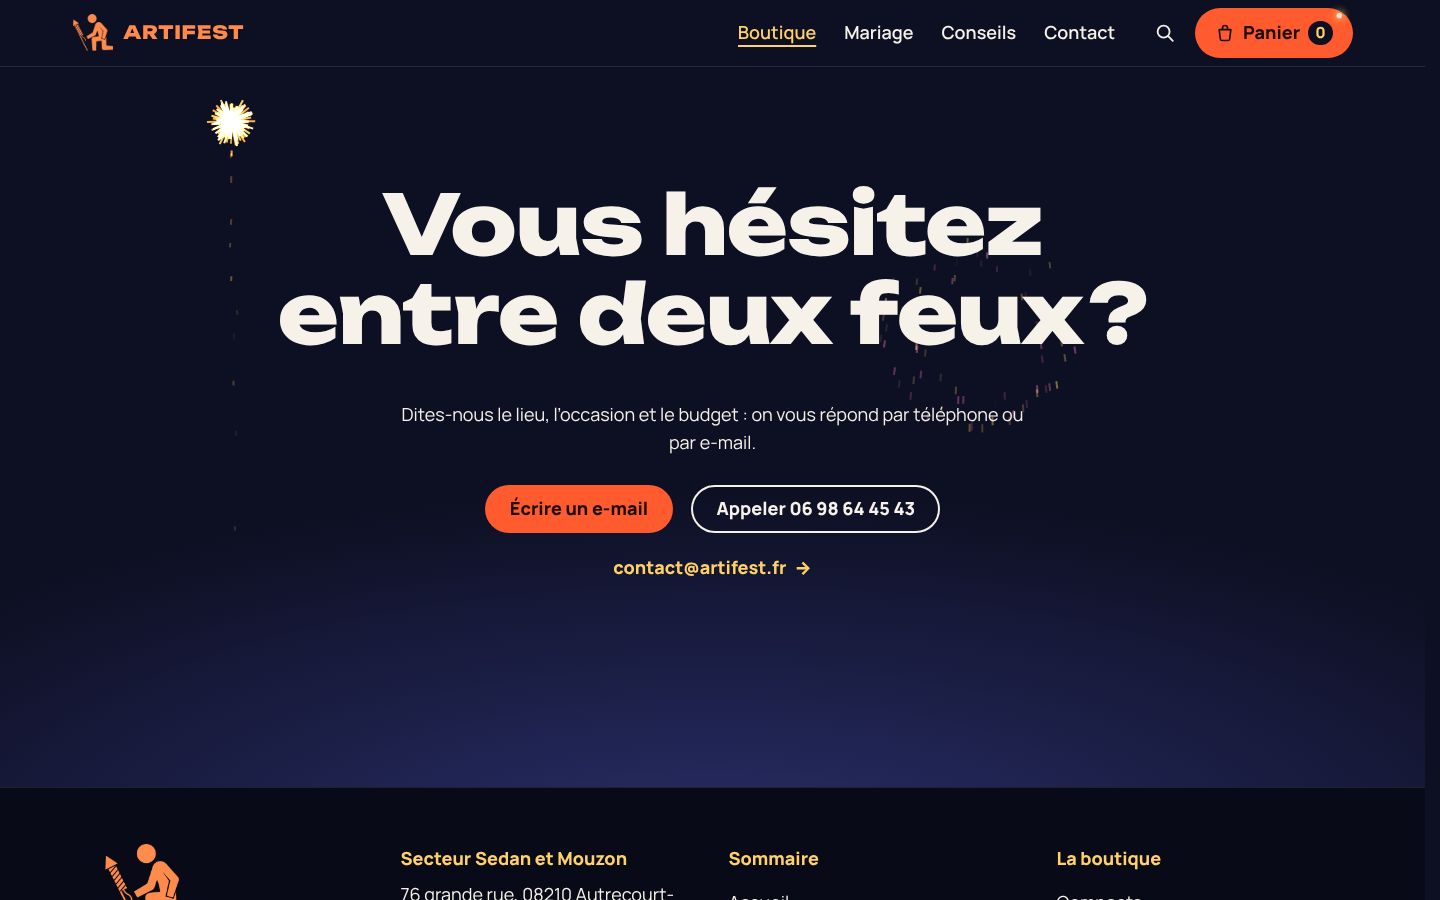 ARTIFEST
Boutique
Mariage
Conseils
Contact
Panier 0
Vous hésitez
entre deux feux?
Dites-nous le lieu, l'occasion et le budget : on vous répond par téléphone ou
par e-mail.
Écrire un e-mail
Appeler 06 98 64 45 43
contact@artifest.fr →
Secteur Sedan et Mouzon
76 grande rue, 08210 Autrecourt-
Sommaire
Accueil
La boutique
Compacts